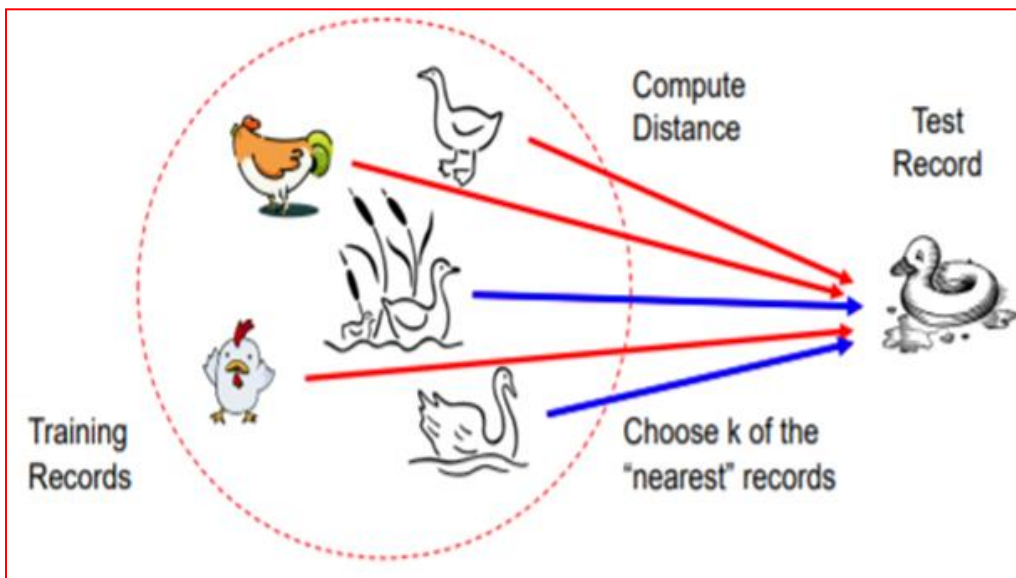 Compute
Distance
Test
Record
Training
Records
Choose k of the
“nearest” records